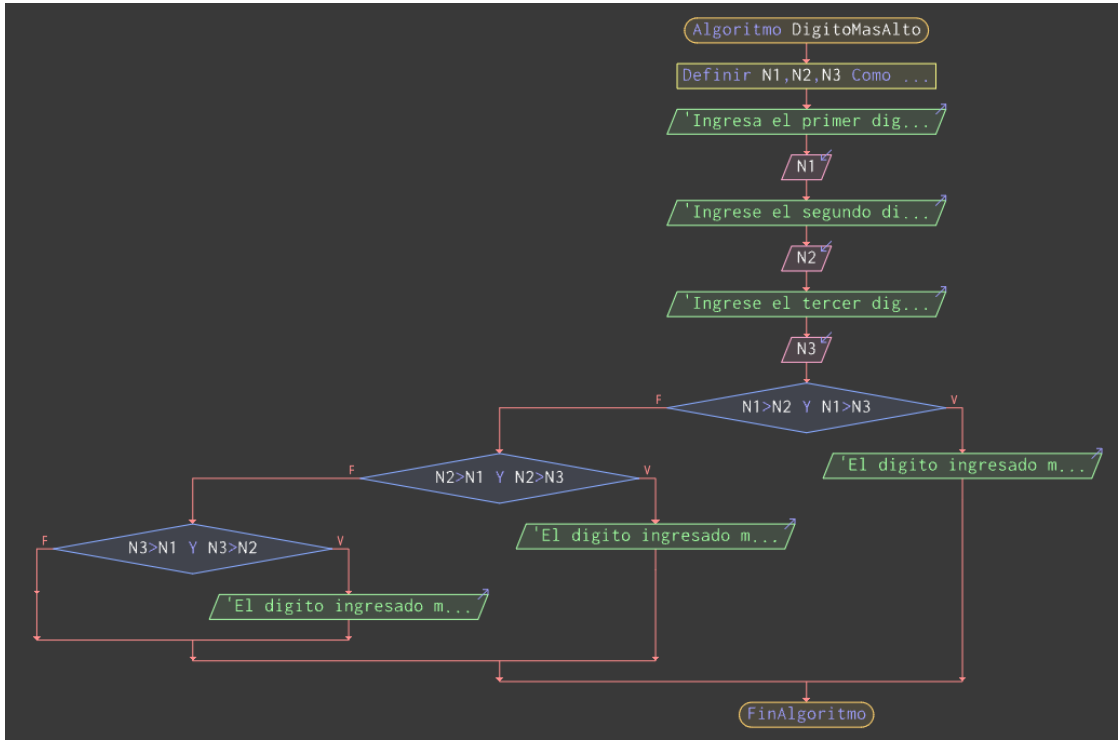 Algoritmo DigitoMasAlto
Definir N1,N2,N3 Como ...
'Ingresa el primer dig...
N1
'Ingrese el segundo di...
N2
'Ingrese el tercer dig...
N3
F
N1>N2 Y N1>N3
V
'El digito ingresado m...
F
N2>N1 Y N2>N3
V
'El digito ingresado m...
F
N3>N1 Y N3>N2
V
'El digito ingresado m...
FinAlgoritmo